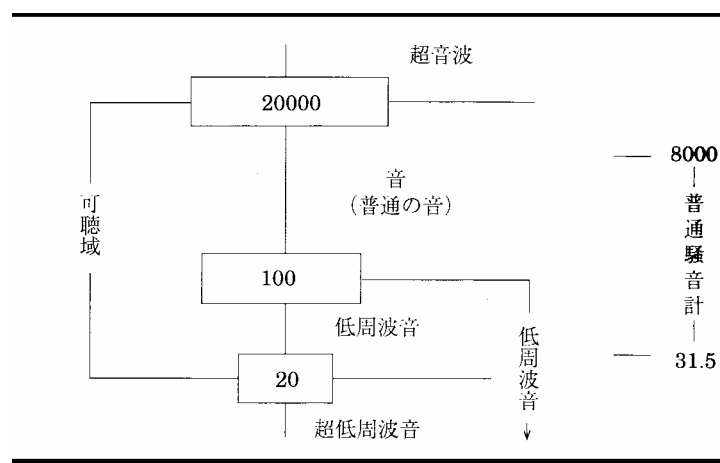 超音波
20000
8000
音
(普通の音)
可聴域
普通騒音計
100
低周波音
低周波音
31.5
20
超低周波音